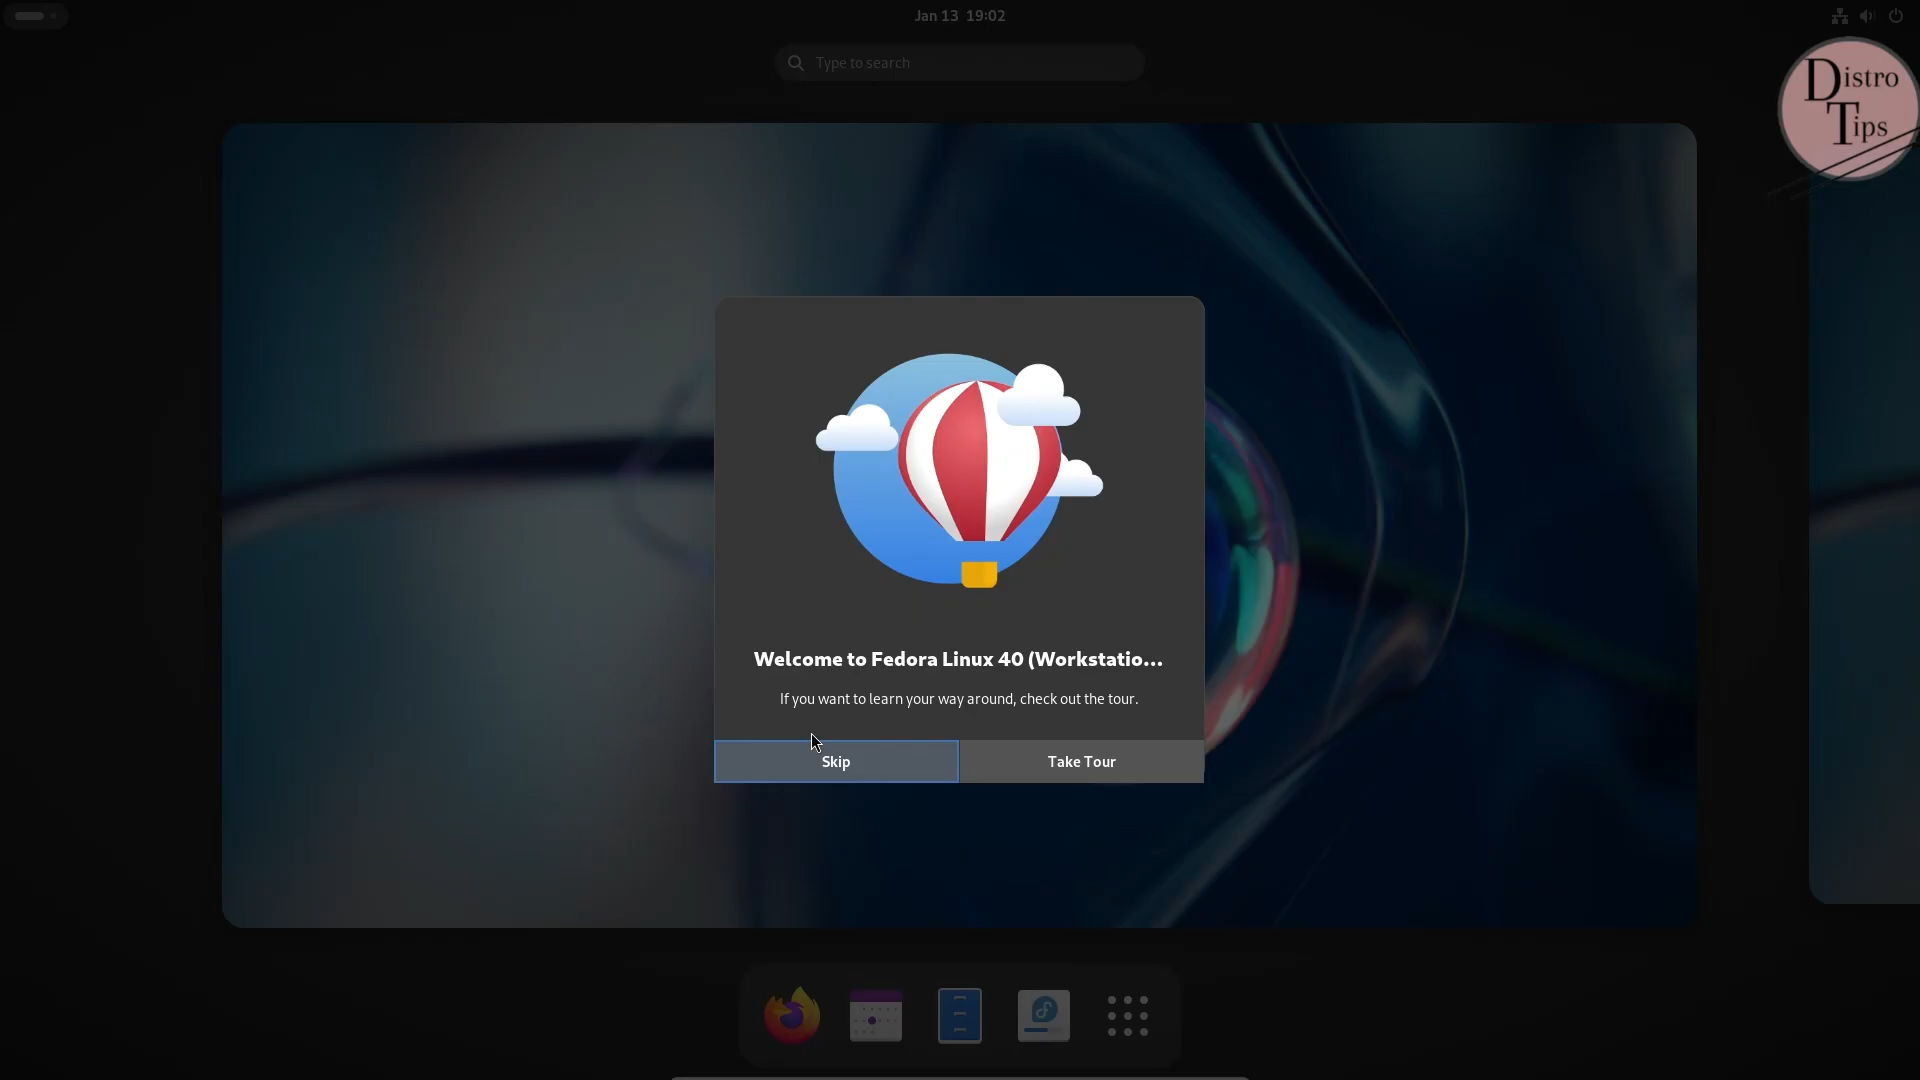 Jan 13 19:02
Type to search
Distro
Tips
Welcome to Fedora Linux 40 (Workstatio...
If you want to learn your way around, check out the tour.
Skip
Take Tour